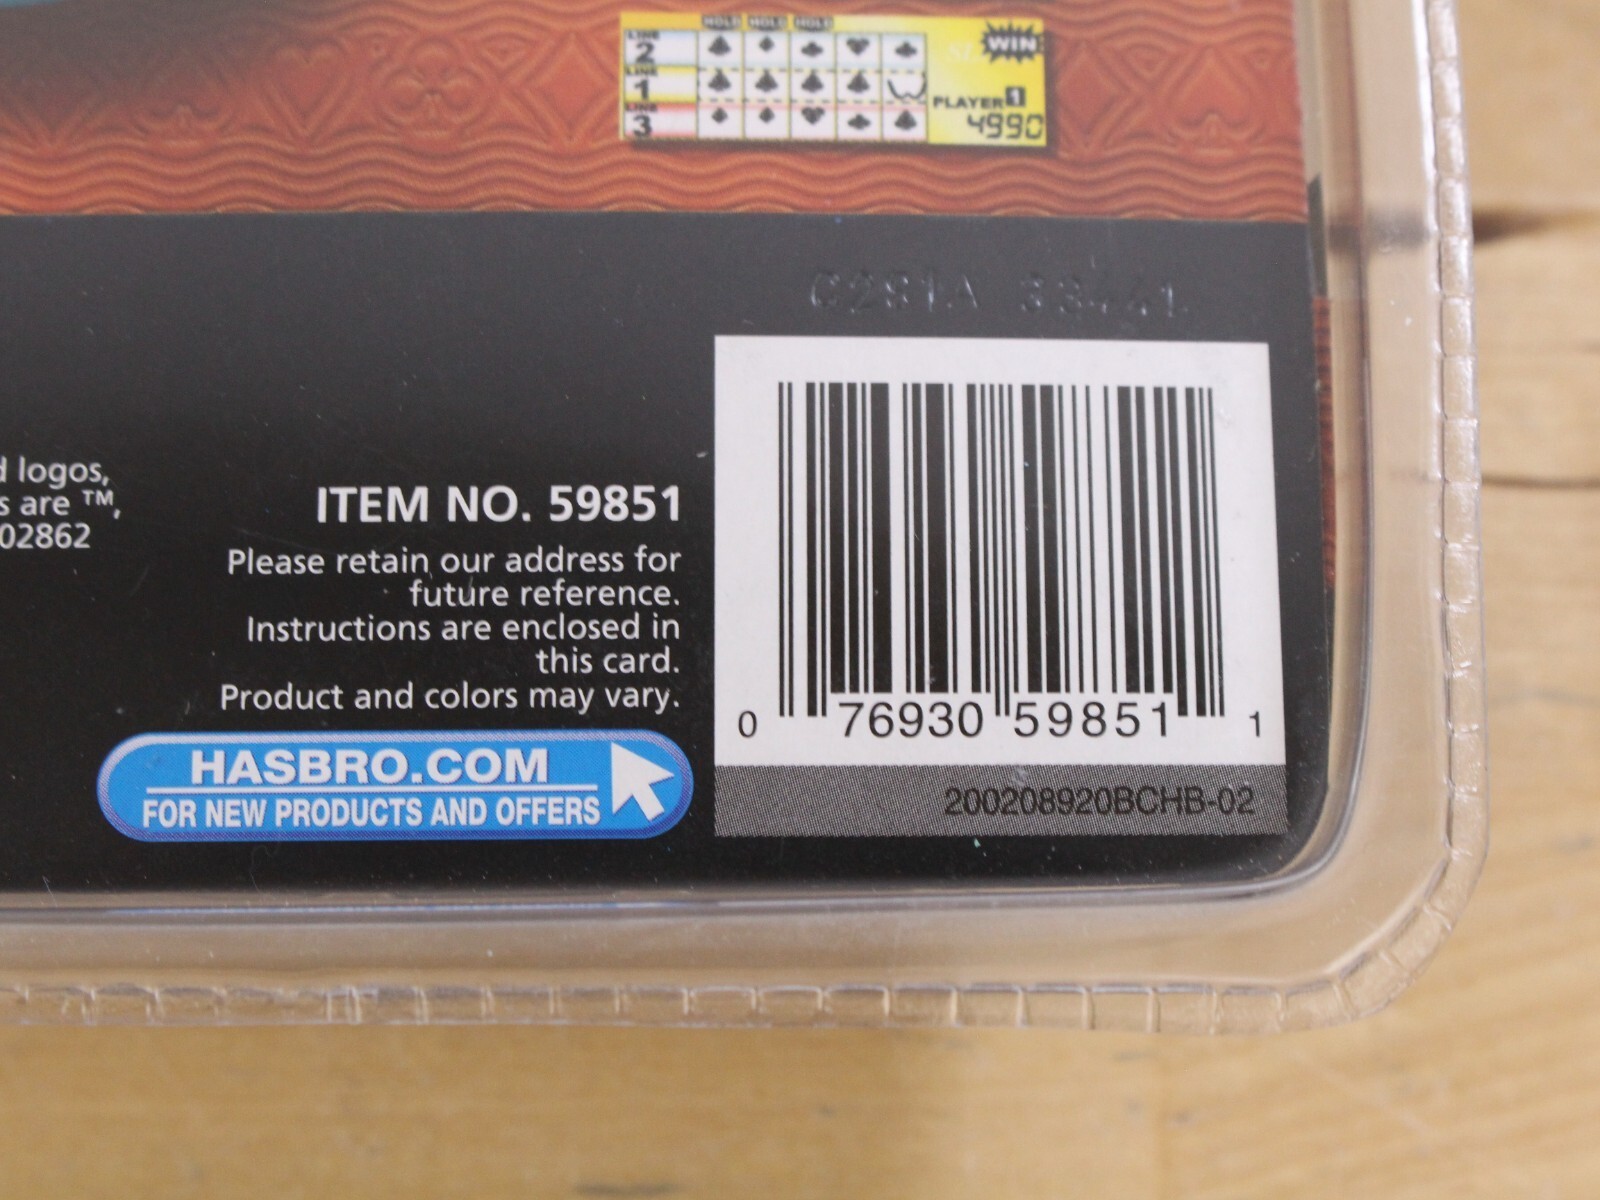 HOLD HOLD HOLD
LINE 2
LINE 1
LINE 3
WIN
PLAYER 1
4990
C281A 33441
d logos,
s are ™,
02862
ITEM NO. 59851
Please retain our address for
future reference.
Instructions are enclosed in
this card.
Product and colors may vary.
HASBRO.COM
FOR NEW PRODUCTS AND OFFERS
0 76930 59851 1
200208920BCHB-02